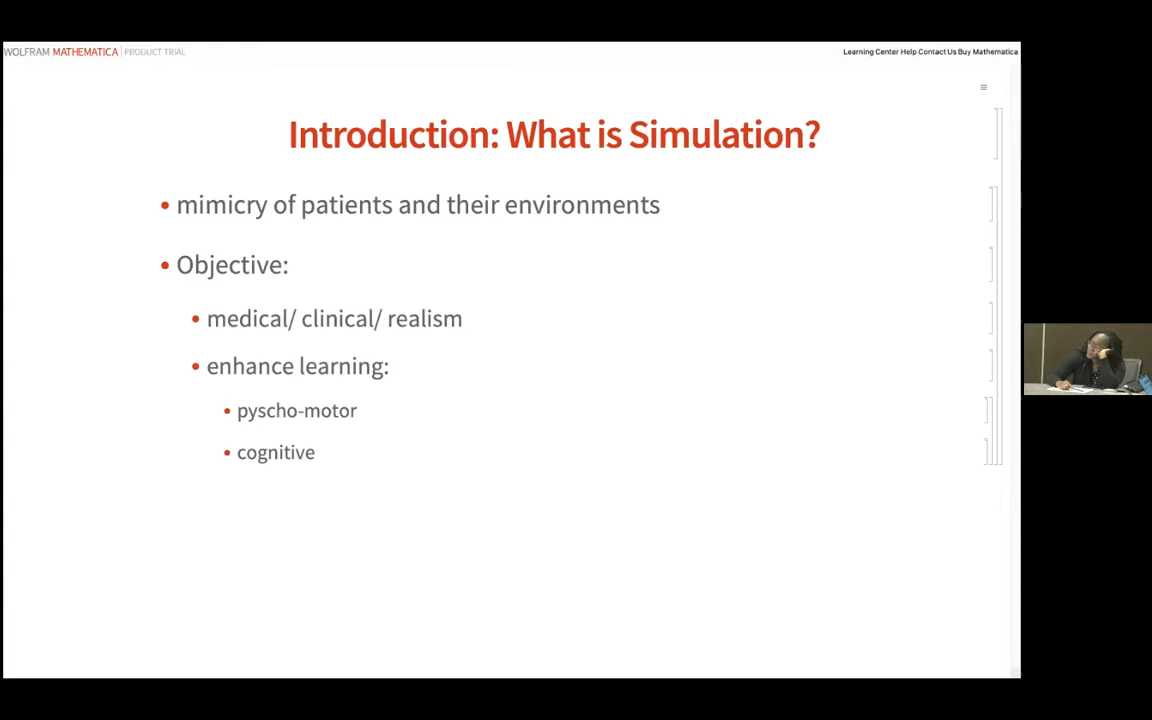 WOLFRAM MATHEMATICA | PRODUCT TRIAL
Learning Center Help Contact Us Buy Mathematica
Introduction: What is Simulation?
• mimicry of patients and their environments
• Objective:
• medical/ clinical/ realism
• enhance learning:
• pyscho-motor
• cognitive